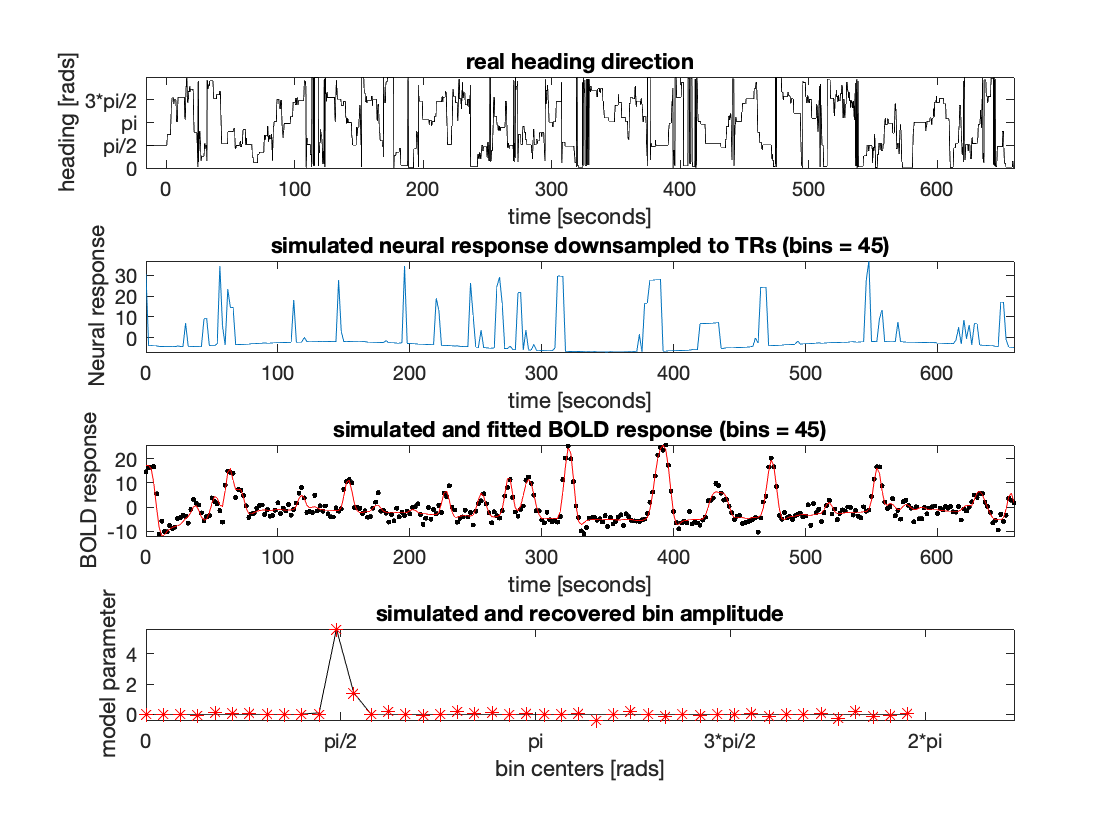 real heading direction
heading [rads]
3*pi/2
pi
pi/2
0
0 100 200 300 400 500 600
time [seconds]
simulated neural response downsampled to TRs (bins = 45)
Neural response
30
20
10
0
0 100 200 300 400 500 600
time [seconds]
simulated and fitted BOLD response (bins = 45)
BOLD response
20
10
0
-10
0 100 200 300 400 500 600
time [seconds]
simulated and recovered bin amplitude
model parameter
4
2
0
0 pi/2 pi 3*pi/2 2*pi
bin centers [rads]